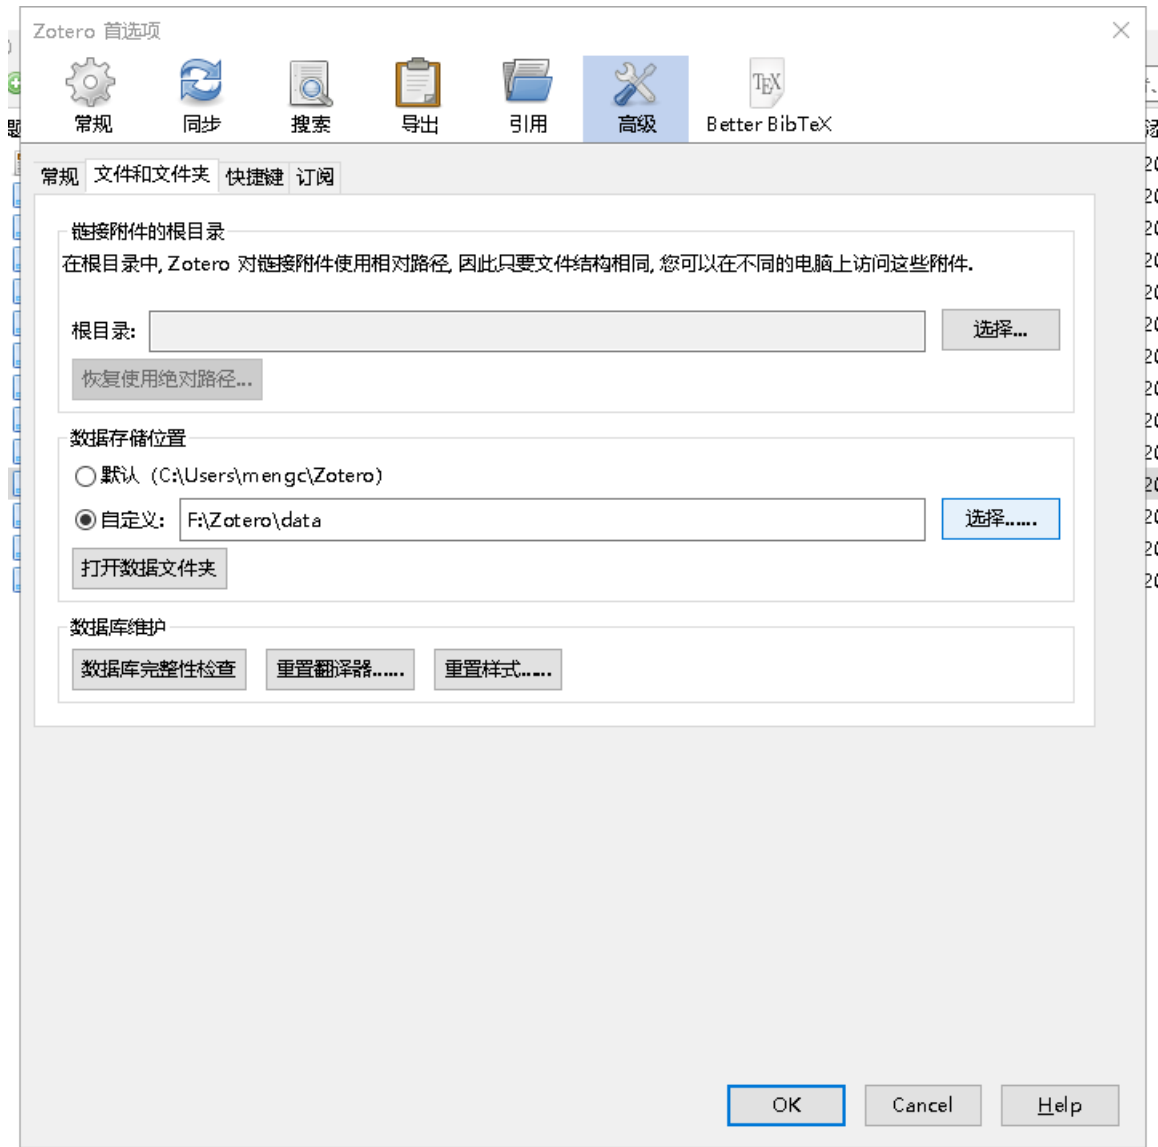 Zotero 首选项
常规 同步 搜索 导出 引用 高级 Better BibTeX
TEX
常规 文件和文件夹 快捷键 订阅
链接附件的根目录
在根目录中, Zotero 对链接附件使用相对路径, 因此只要文件结构相同, 您可以在不同的电脑上访问这些附件.
根目录: 选择...
恢复使用绝对路径...
数据存储位置
默认 (C:\Users\mengc\Zotero)
自定义: F:\Zotero\data 选择......
打开数据文件夹
数据库维护
数据库完整性检查 重置翻译器...... 重置样式......
OK Cancel Help